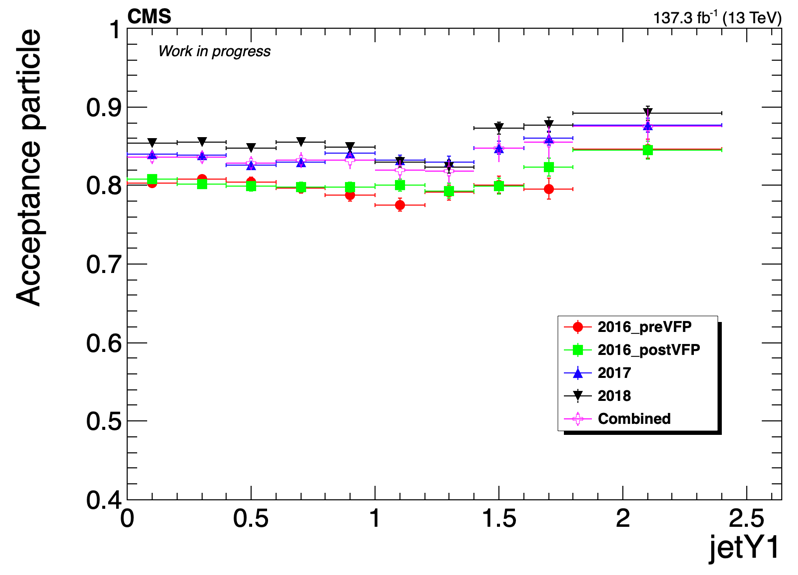 CMS
137.3 fb⁻¹ (13 TeV)
Work in progress
Acceptance particle
1
0.9
0.8
0.7
0.6
0.5
0.4
2016_preVFP
2016_postVFP
2017
2018
Combined
0 0.5 1 1.5 2 2.5
jetY1